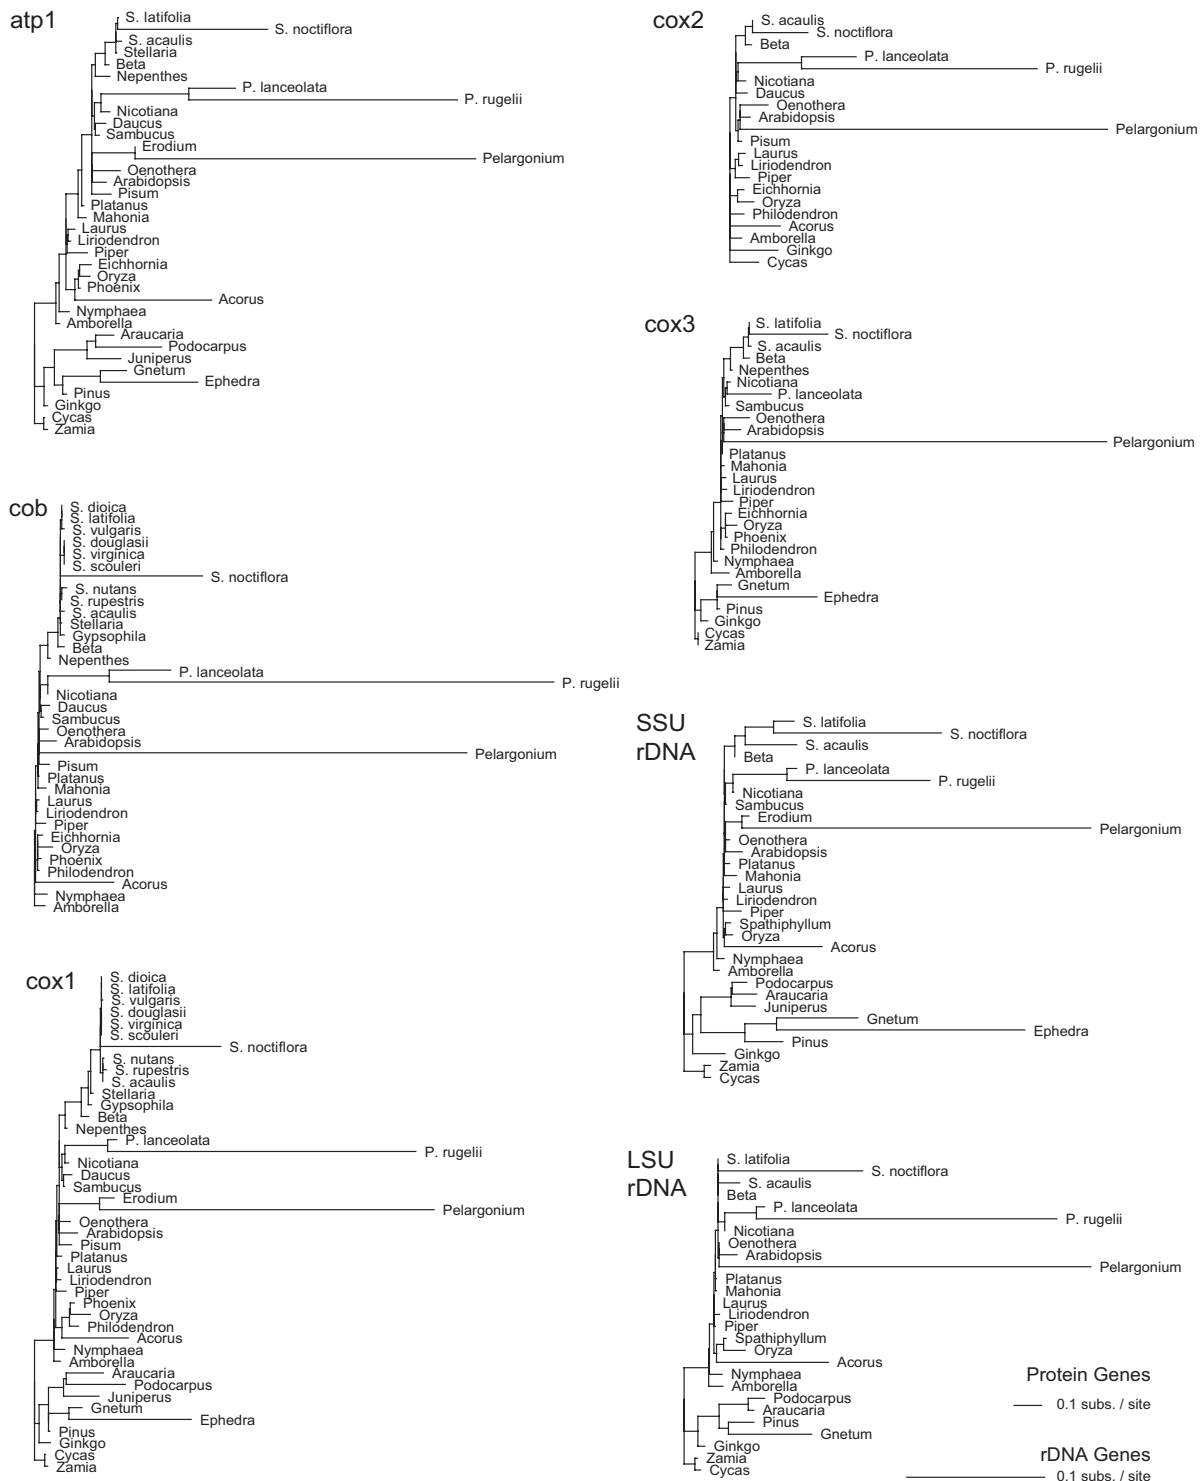 atp1
S. latifolia
S. noctiflora
S. acaulis
Stellaria
Beta
Nepenthes
P. lanceolata
P. rugelii
Nicotiana
Daucus
Sambucus
Erodium
Pelargonium
Oenothera
Arabidopsis
Pisum
Platanus
Mahonia
Laurus
Liriodendron
Piper
Eichhornia
Oryza
Phoenix
Acorus
Nymphaea
Amborella
Araucaria
Podocarpus
Juniperus
Gnetum
Ephedra
Pinus
Ginkgo
Cycas
Zamia
cob
S. dioica
S. latifolia
S. vulgaris
S. douglasii
S. virginica
S. scouleri
S. noctiflora
S. nutans
S. rupestris
S. acaulis
Stellaria
Gypsophila
Beta
Nepenthes
P. lanceolata
P. rugelii
Nicotiana
Daucus
Sambucus
Oenothera
Arabidopsis
Pelargonium
Pisum
Platanus
Mahonia
Laurus
Liriodendron
Piper
Eichhornia
Oryza
Phoenix
Philodendron
Acorus
Nymphaea
Amborella
cox1
S. dioica
S. latifolia
S. vulgaris
S. douglasii
S. virginica
S. scouleri
S. noctiflora
S. nutans
S. rupestris
S. acaulis
Stellaria
Gypsophila
Beta
Nepenthes
P. lanceolata
P. rugelii
Nicotiana
Daucus
Sambucus
Erodium
Pelargonium
Oenothera
Arabidopsis
Pisum
Platanus
Laurus
Liriodendron
Piper
Phoenix
Oryza
Philodendron
Acorus
Nymphaea
Amborella
Araucaria
Podocarpus
Juniperus
Gnetum
Ephedra
Pinus
Ginkgo
Cycas
Zamia
cox2
S. acaulis
S. noctiflora
Beta
P. lanceolata
P. rugelii
Nicotiana
Daucus
Oenothera
Arabidopsis
Pelargonium
Pisum
Laurus
Liriodendron
Piper
Eichhornia
Oryza
Philodendron
Acorus
Amborella
Ginkgo
Cycas
cox3
S. latifolia
S. noctiflora
S. acaulis
Beta
Nepenthes
Nicotiana
P. lanceolata
Sambucus
Oenothera
Arabidopsis
Pelargonium
Platanus
Mahonia
Laurus
Liriodendron
Piper
Eichhornia
Oryza
Phoenix
Philodendron
Nymphaea
Amborella
Gnetum
Ephedra
Pinus
Ginkgo
Cycas
Zamia
SSU
rDNA
S. latifolia
S. noctiflora
S. acaulis
Beta
P. lanceolata
P. rugelii
Nicotiana
Sambucus
Erodium
Pelargonium
Oenothera
Arabidopsis
Platanus
Mahonia
Laurus
Liriodendron
Piper
Spathiphyllum
Oryza
Acorus
Nymphaea
Amborella
Podocarpus
Araucaria
Juniperus
Gnetum
Ephedra
Pinus
Ginkgo
Zamia
Cycas
LSU
rDNA
S. latifolia
S. noctiflora
S. acaulis
Beta
P. lanceolata
P. rugelii
Nicotiana
Oenothera
Arabidopsis
Pelargonium
Platanus
Mahonia
Laurus
Liriodendron
Piper
Spathiphyllum
Oryza
Acorus
Nymphaea
Amborella
Podocarpus
Araucaria
Pinus
Gnetum
Ginkgo
Zamia
Cycas
Protein Genes
0.1 subs. / site
rDNA Genes
0.1 subs. / site